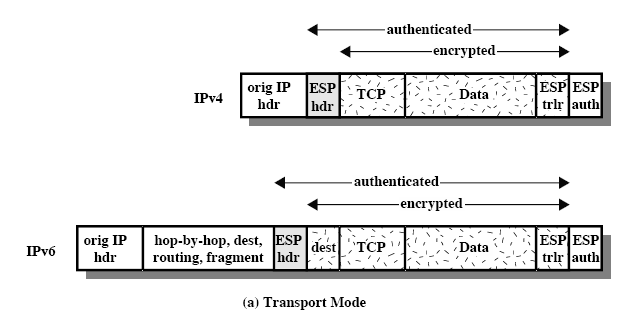 authenticated
encrypted
IPv4
orig IP
hdr
ESP
hdr
TCP
Data
ESP
trlr
ESP
auth
authenticated
encrypted
IPv6
orig IP
hdr
hop-by-hop, dest,
routing, fragment
ESP
hdr
dest
TCP
Data
ESP
trlr
ESP
auth
(a) Transport Mode